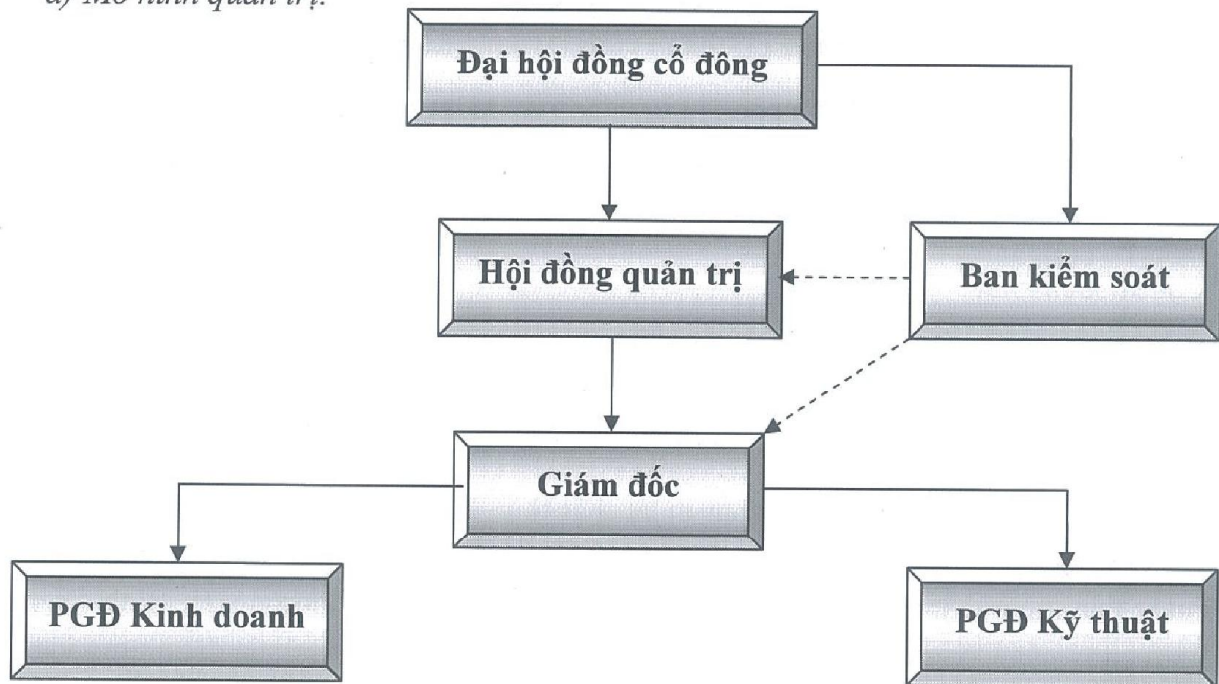 a) Mô hình quản trị:
Đại hội đồng cổ đông
Hội đồng quản trị
Ban kiểm soát
Giám đốc
PGĐ Kinh doanh
PGĐ Kỹ thuật